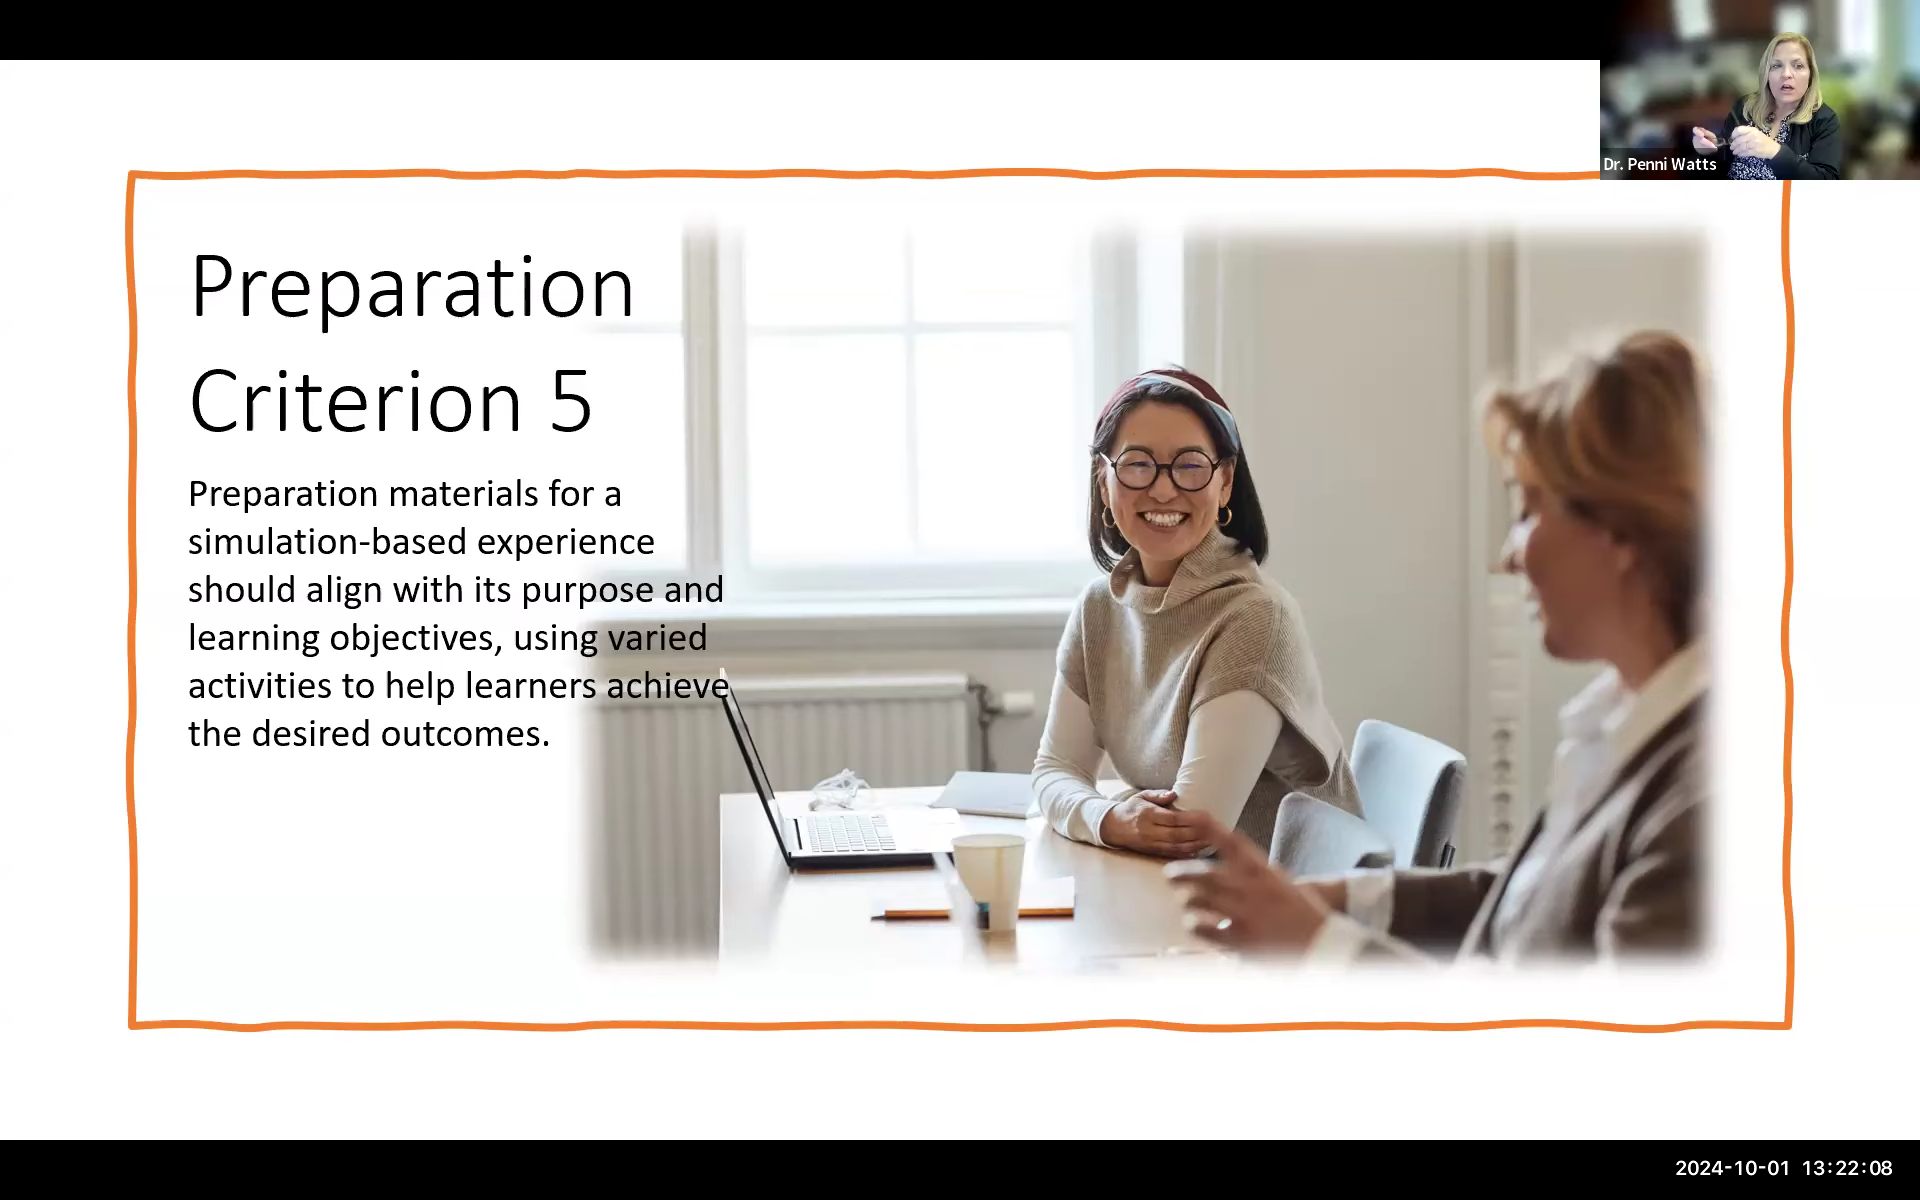 Dr. Penni Watts
Preparation
Criterion 5
Preparation materials for a
simulation-based experience
should align with its purpose and
learning objectives, using varied
activities to help learners achieve
the desired outcomes.
2024-10-01 13:22:08